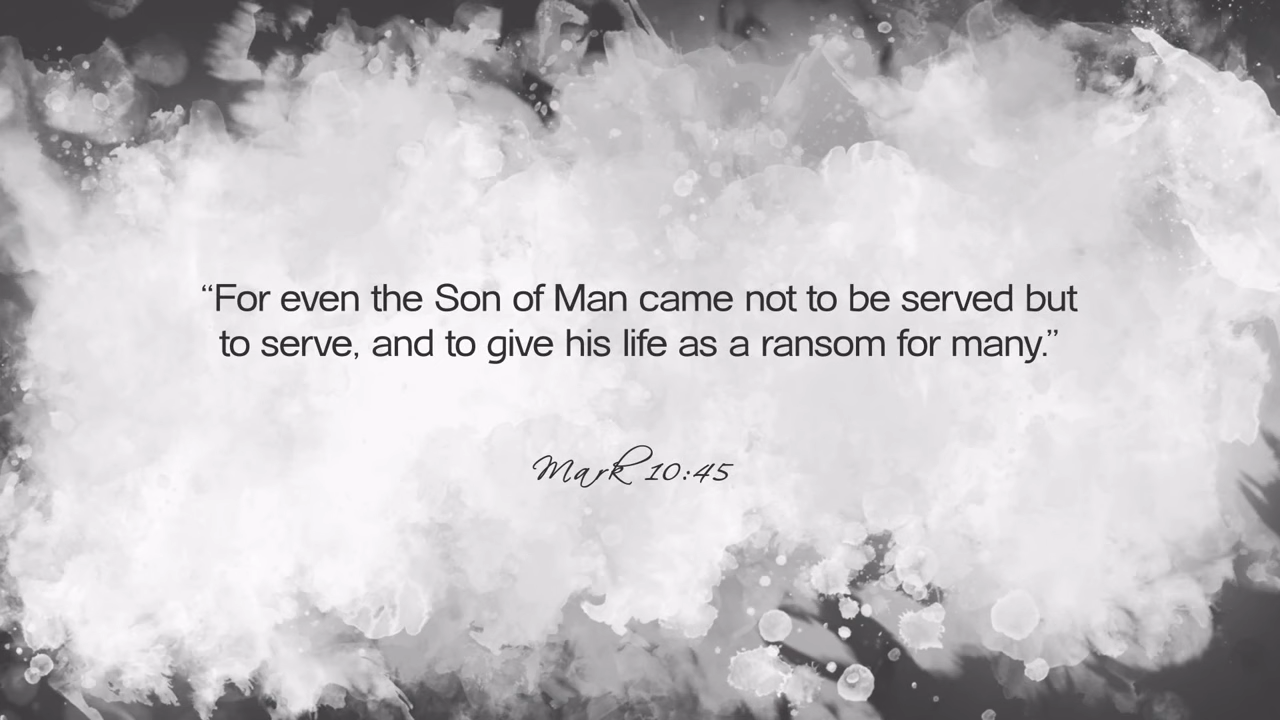 “For even the Son of Man came not to be served but
to serve, and to give his life as a ransom for many.”
Mark 10:45